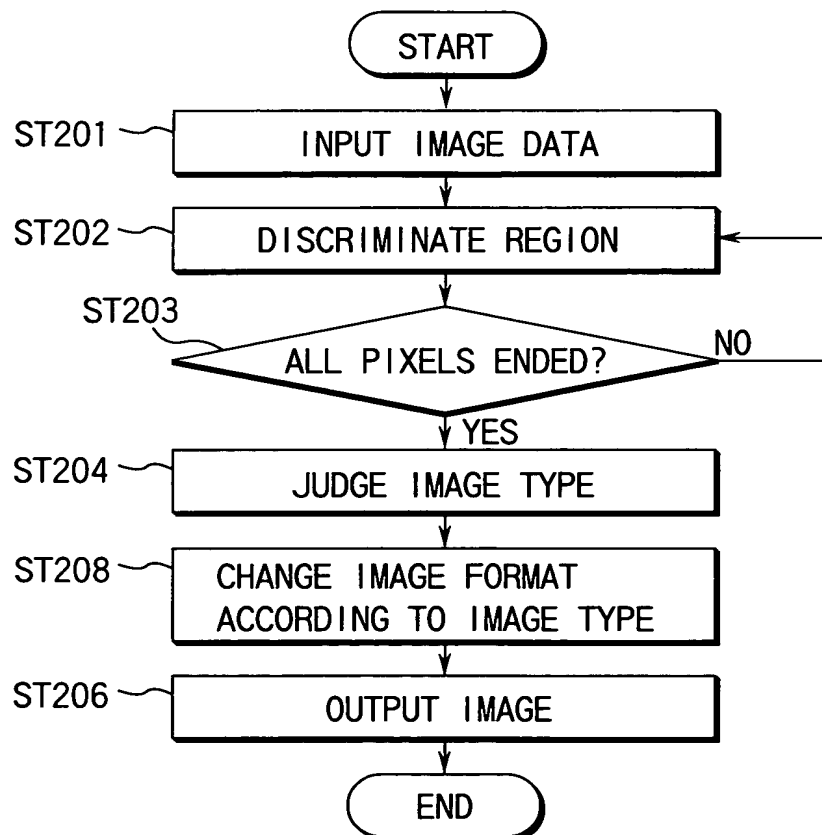 START
ST201
INPUT IMAGE DATA
ST202
DISCRIMINATE REGION
ST203
ALL PIXELS ENDED?
NO
YES
ST204
JUDGE IMAGE TYPE
ST208
CHANGE IMAGE FORMAT
ACCORDING TO IMAGE TYPE
ST206
OUTPUT IMAGE
END